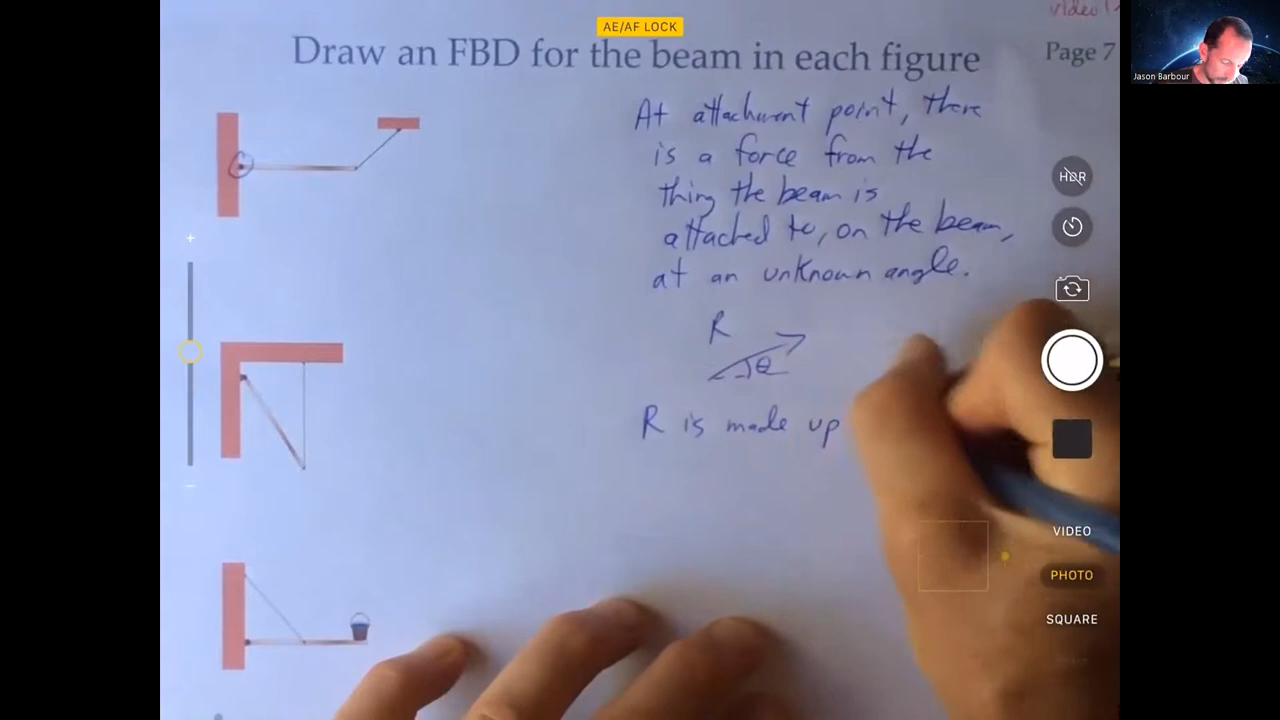 AE/AF LOCK
Draw an FBD for the beam in each figure
Page 7
Jason Barbour
At attachment point, there
is a force from the
thing the beam is
attached to, on the beam,
at an unknown angle.
R
θ
R is made up
HDR
VIDEO
PHOTO
SQUARE